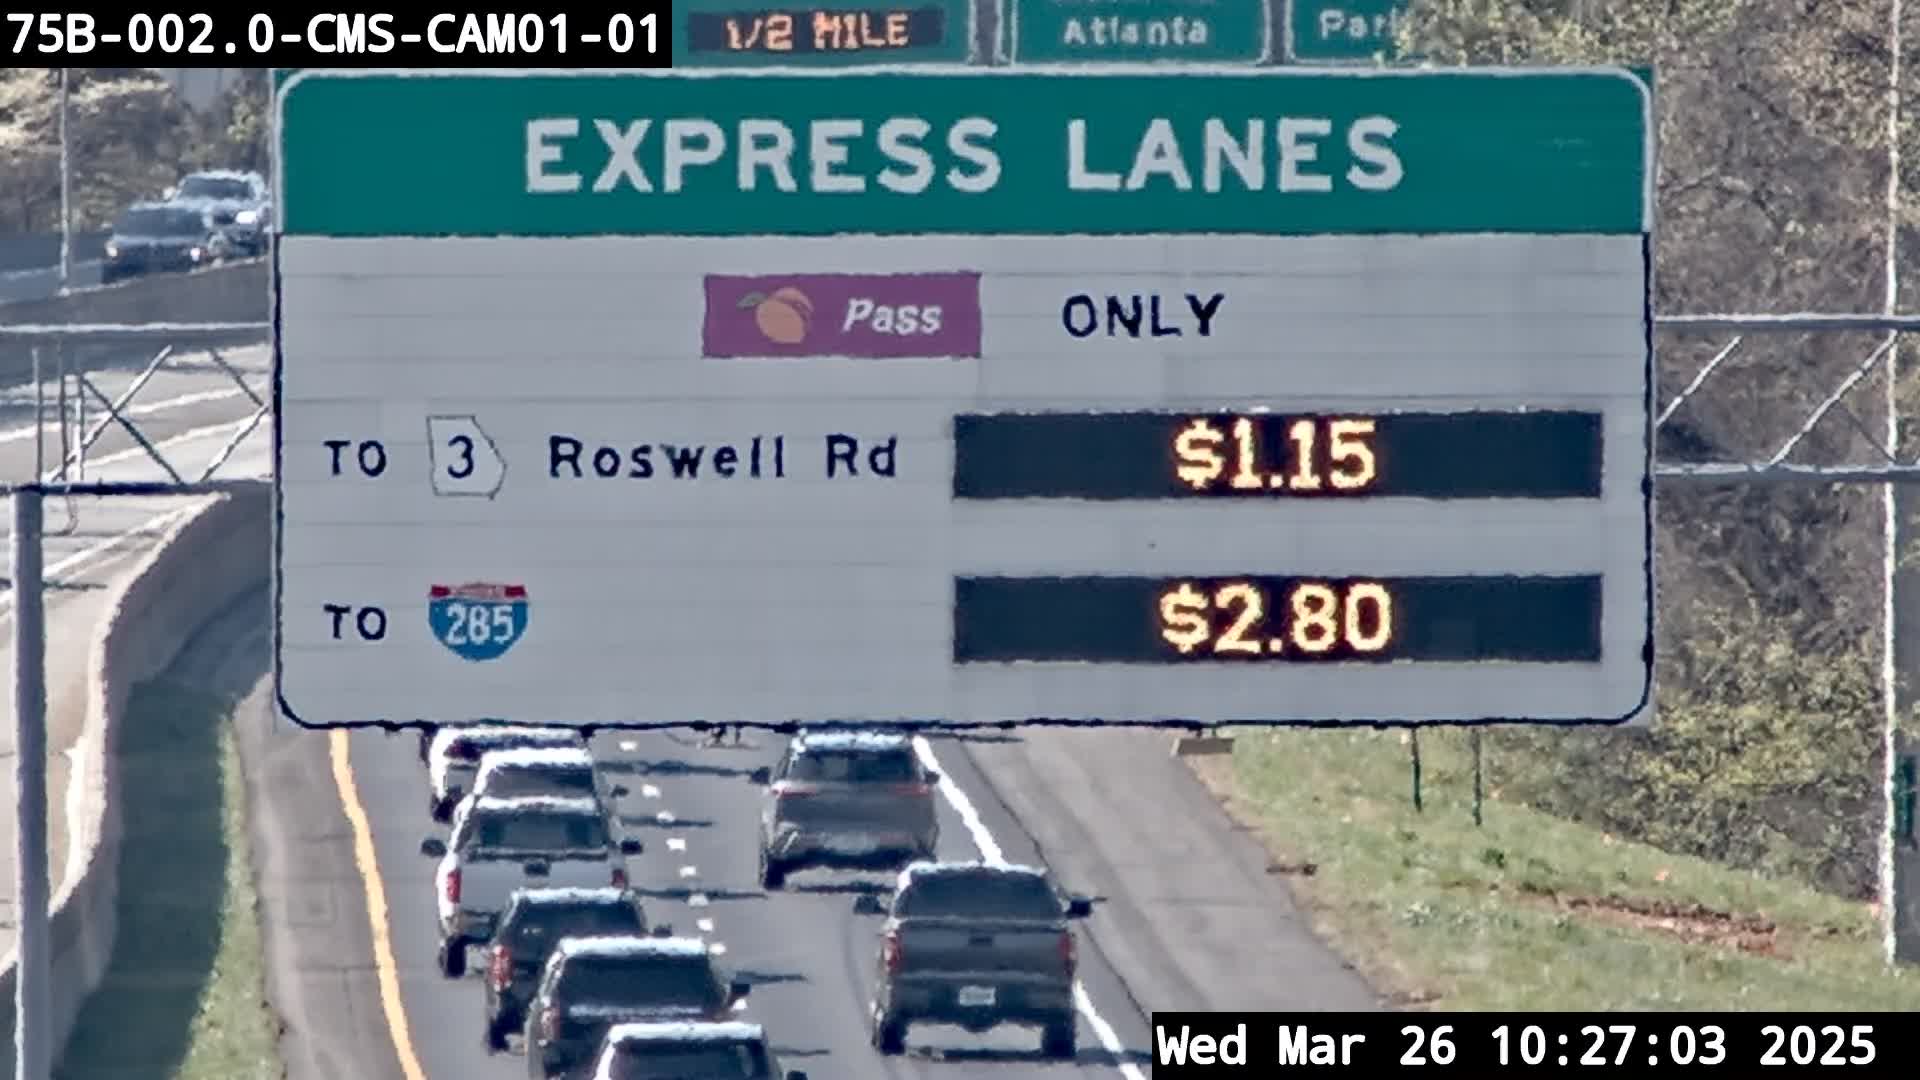 75B-002.0-CMS-CAM01-01
1/2 MILE
Atlanta
EXPRESS LANES
Pass ONLY
TO 3 Roswell Rd $1.15
TO 285 $2.80
Wed Mar 26 10:27:03 2025